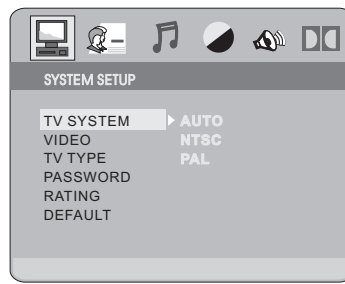 SYSTEM SETUP
TV SYSTEM AUTO
VIDEO NTSC
TV TYPE PAL
PASSWORD
RATING
DEFAULT